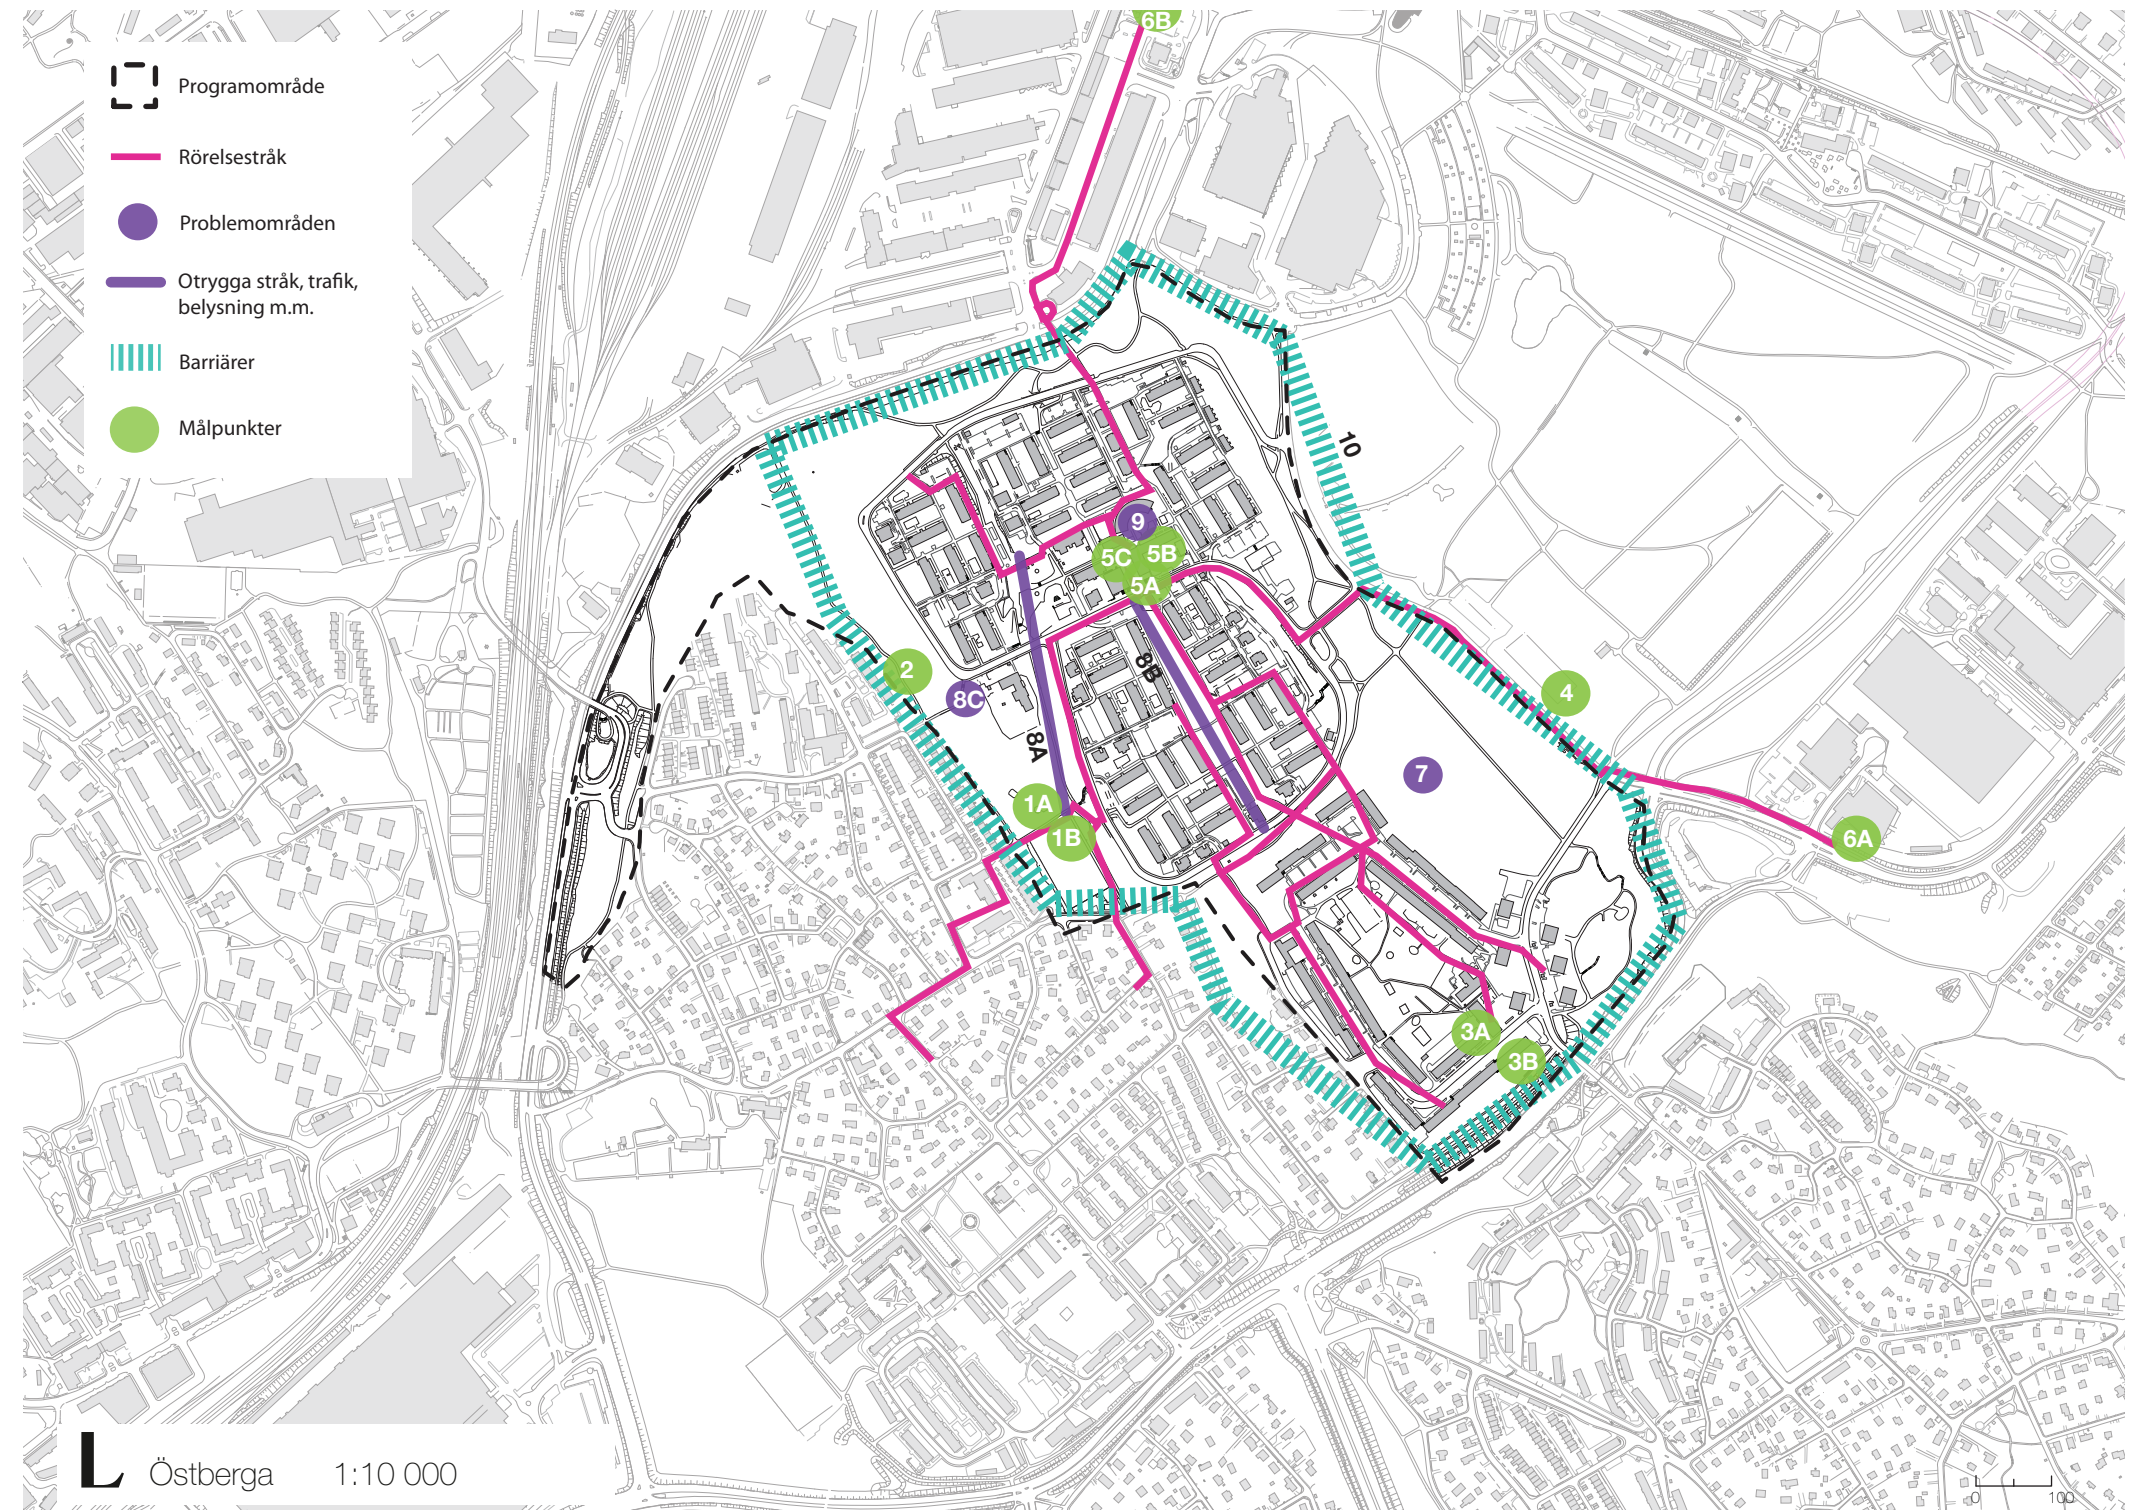 6B
Programområde
Rörelsestråk
Problemområden
Otrygga stråk, trafik,
belysning m.m.
Barriärer
Målpunkter
10
9
5C
5B
5A
2
8C
8B
8A
4
7
1A
1B
6A
3A
3B
L Östberga 1:10 000
0 100